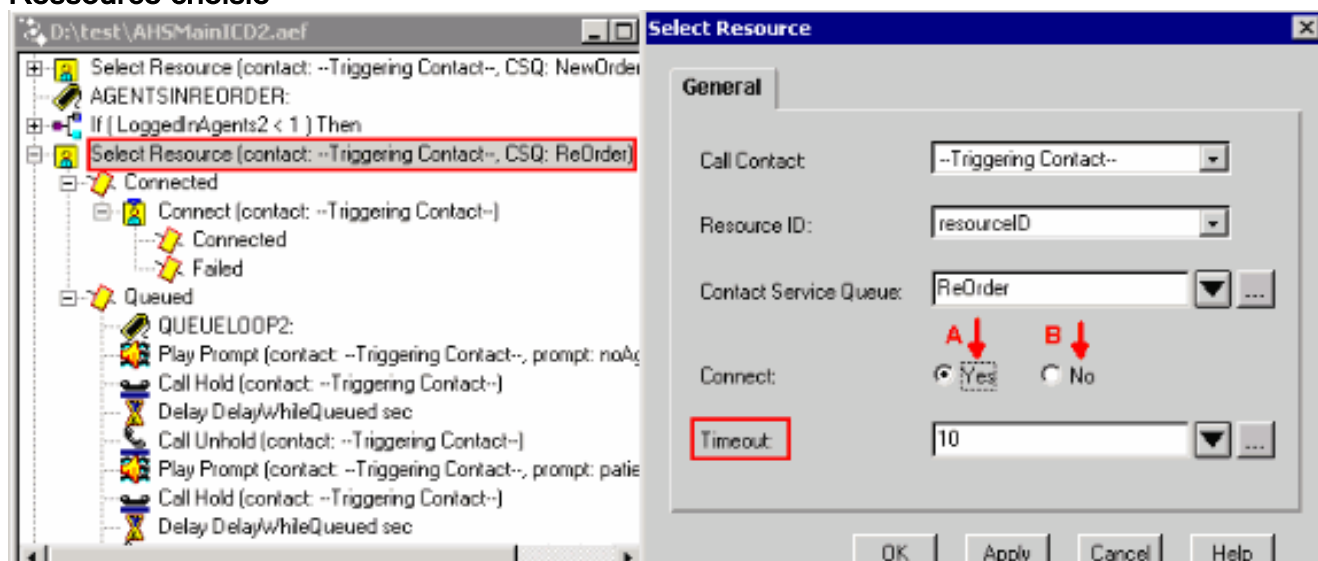 Ressource choisie
D:\test\AHSMainICD2.aef
Select Resource (contact: --Triggering Contact--, CSQ: NewOrder
AGENTSINREORDER:
If ( LoggedInAgents2 < 1 ) Then
Select Resource (contact: --Triggering Contact--, CSQ: ReOrder)
Connected
Connect (contact: --Triggering Contact--)
Connected
Failed
Queued
QUEUELOOP2:
Play Prompt (contact: --Triggering Contact--, prompt: noAg
Call Hold (contact: --Triggering Contact--)
Delay DelayWhileQueued sec
Call Unhold (contact: --Triggering Contact--)
Play Prompt (contact: --Triggering Contact--, prompt: patie
Call Hold (contact: --Triggering Contact--)
Delay DelayWhileQueued sec
Select Resource
General
Call Contact: --Triggering Contact--
Resource ID: resourceID
Contact Service Queue: ReOrder ...
A B
Connect: Yes No
Timeout: 10 ...
OK Apply Cancel Help